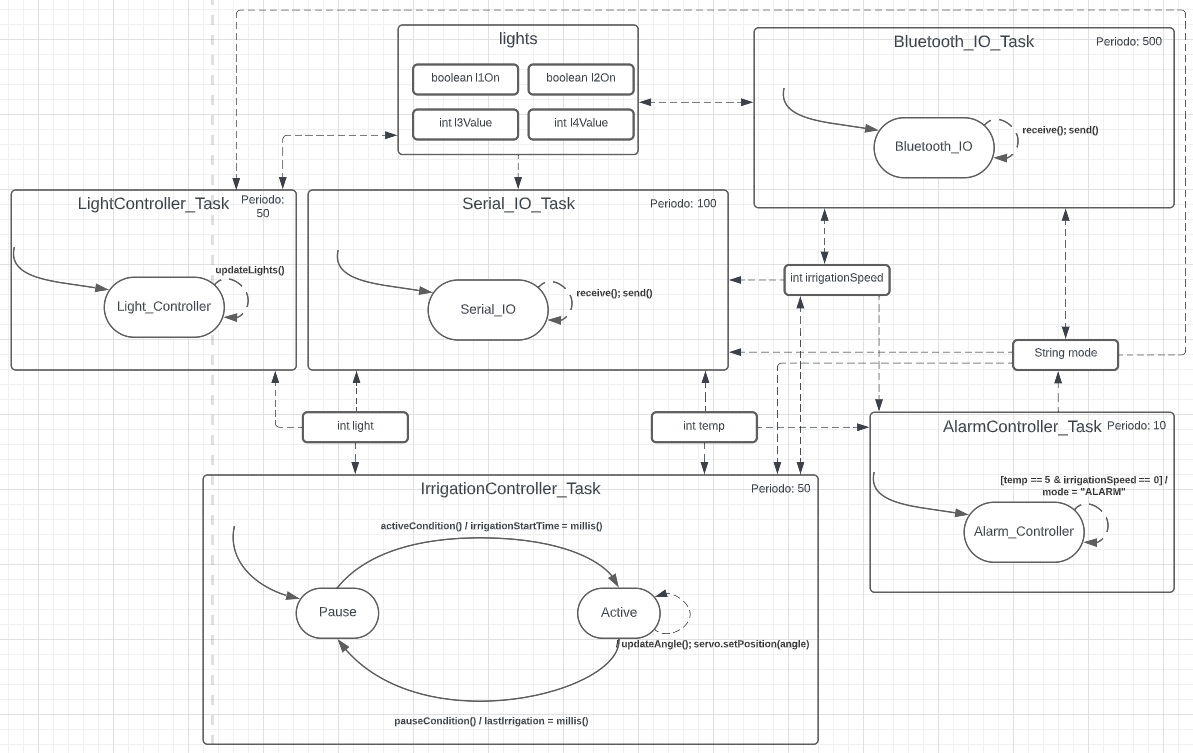 lights
boolean l1On
boolean l2On
int l3Value
int l4Value
Bluetooth_IO_Task
Periodo: 500
Bluetooth_IO
receive(); send()
LightController_Task
Periodo:
50
updateLights()
Light_Controller
Serial_IO_Task
Periodo: 100
Serial_IO
receive(); send()
int irrigationSpeed
String mode
int light
int temp
AlarmController_Task
Periodo: 10
[temp == 5 & irrigationSpeed == 0] /
mode = "ALARM"
Alarm_Controller
IrrigationController_Task
Periodo: 50
activeCondition() / irrigationStartTime = millis()
Pause
Active
/ updateAngle(); servo.setPosition(angle)
pauseCondition() / lastIrrigation = millis()